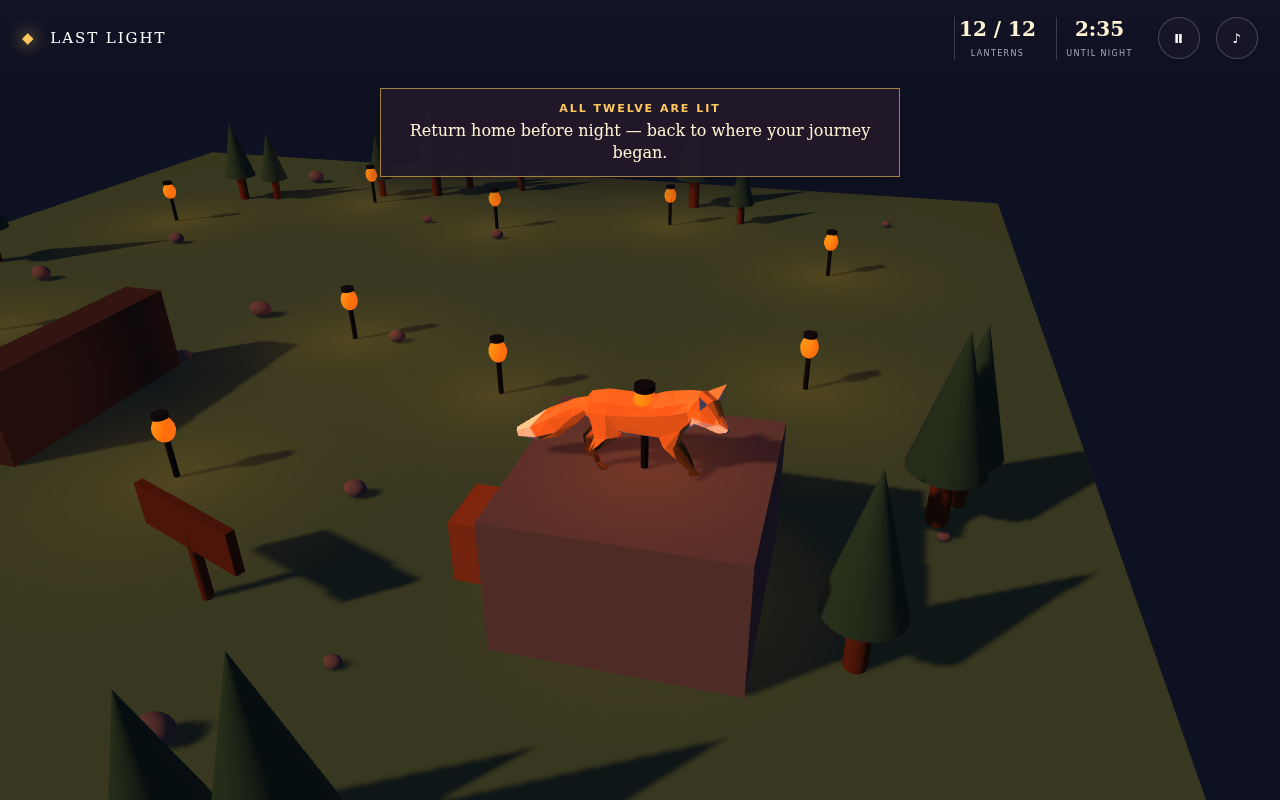 LAST LIGHT
12 / 12
LANTERNS
2:35
UNTIL NIGHT
ALL TWELVE ARE LIT
Return home before night — back to where your journey
began.